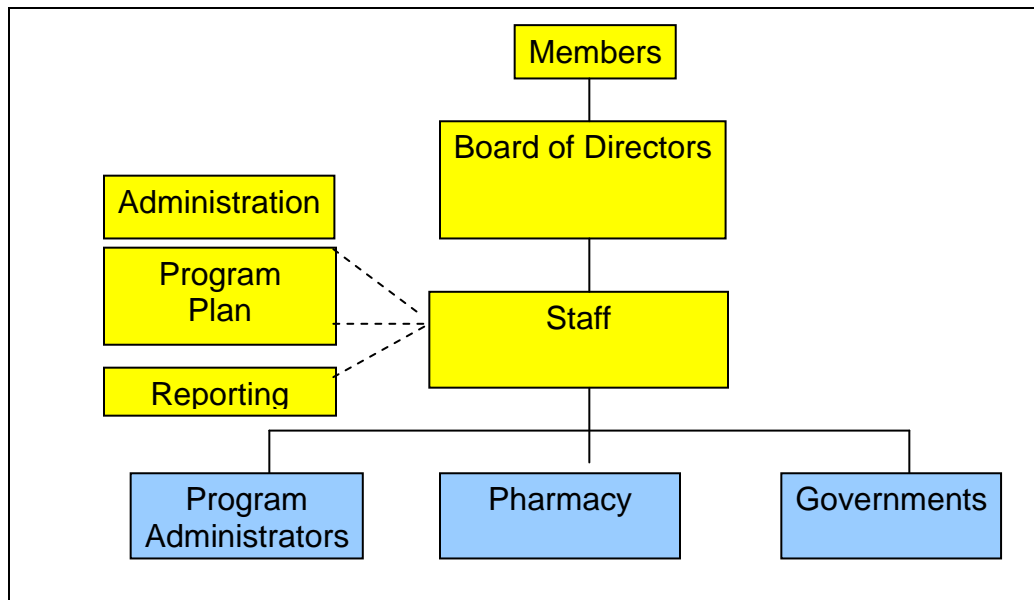 Members
Board of Directors
Administration
Program
Plan
Staff
Reporting
Program
Administrators
Pharmacy
Governments